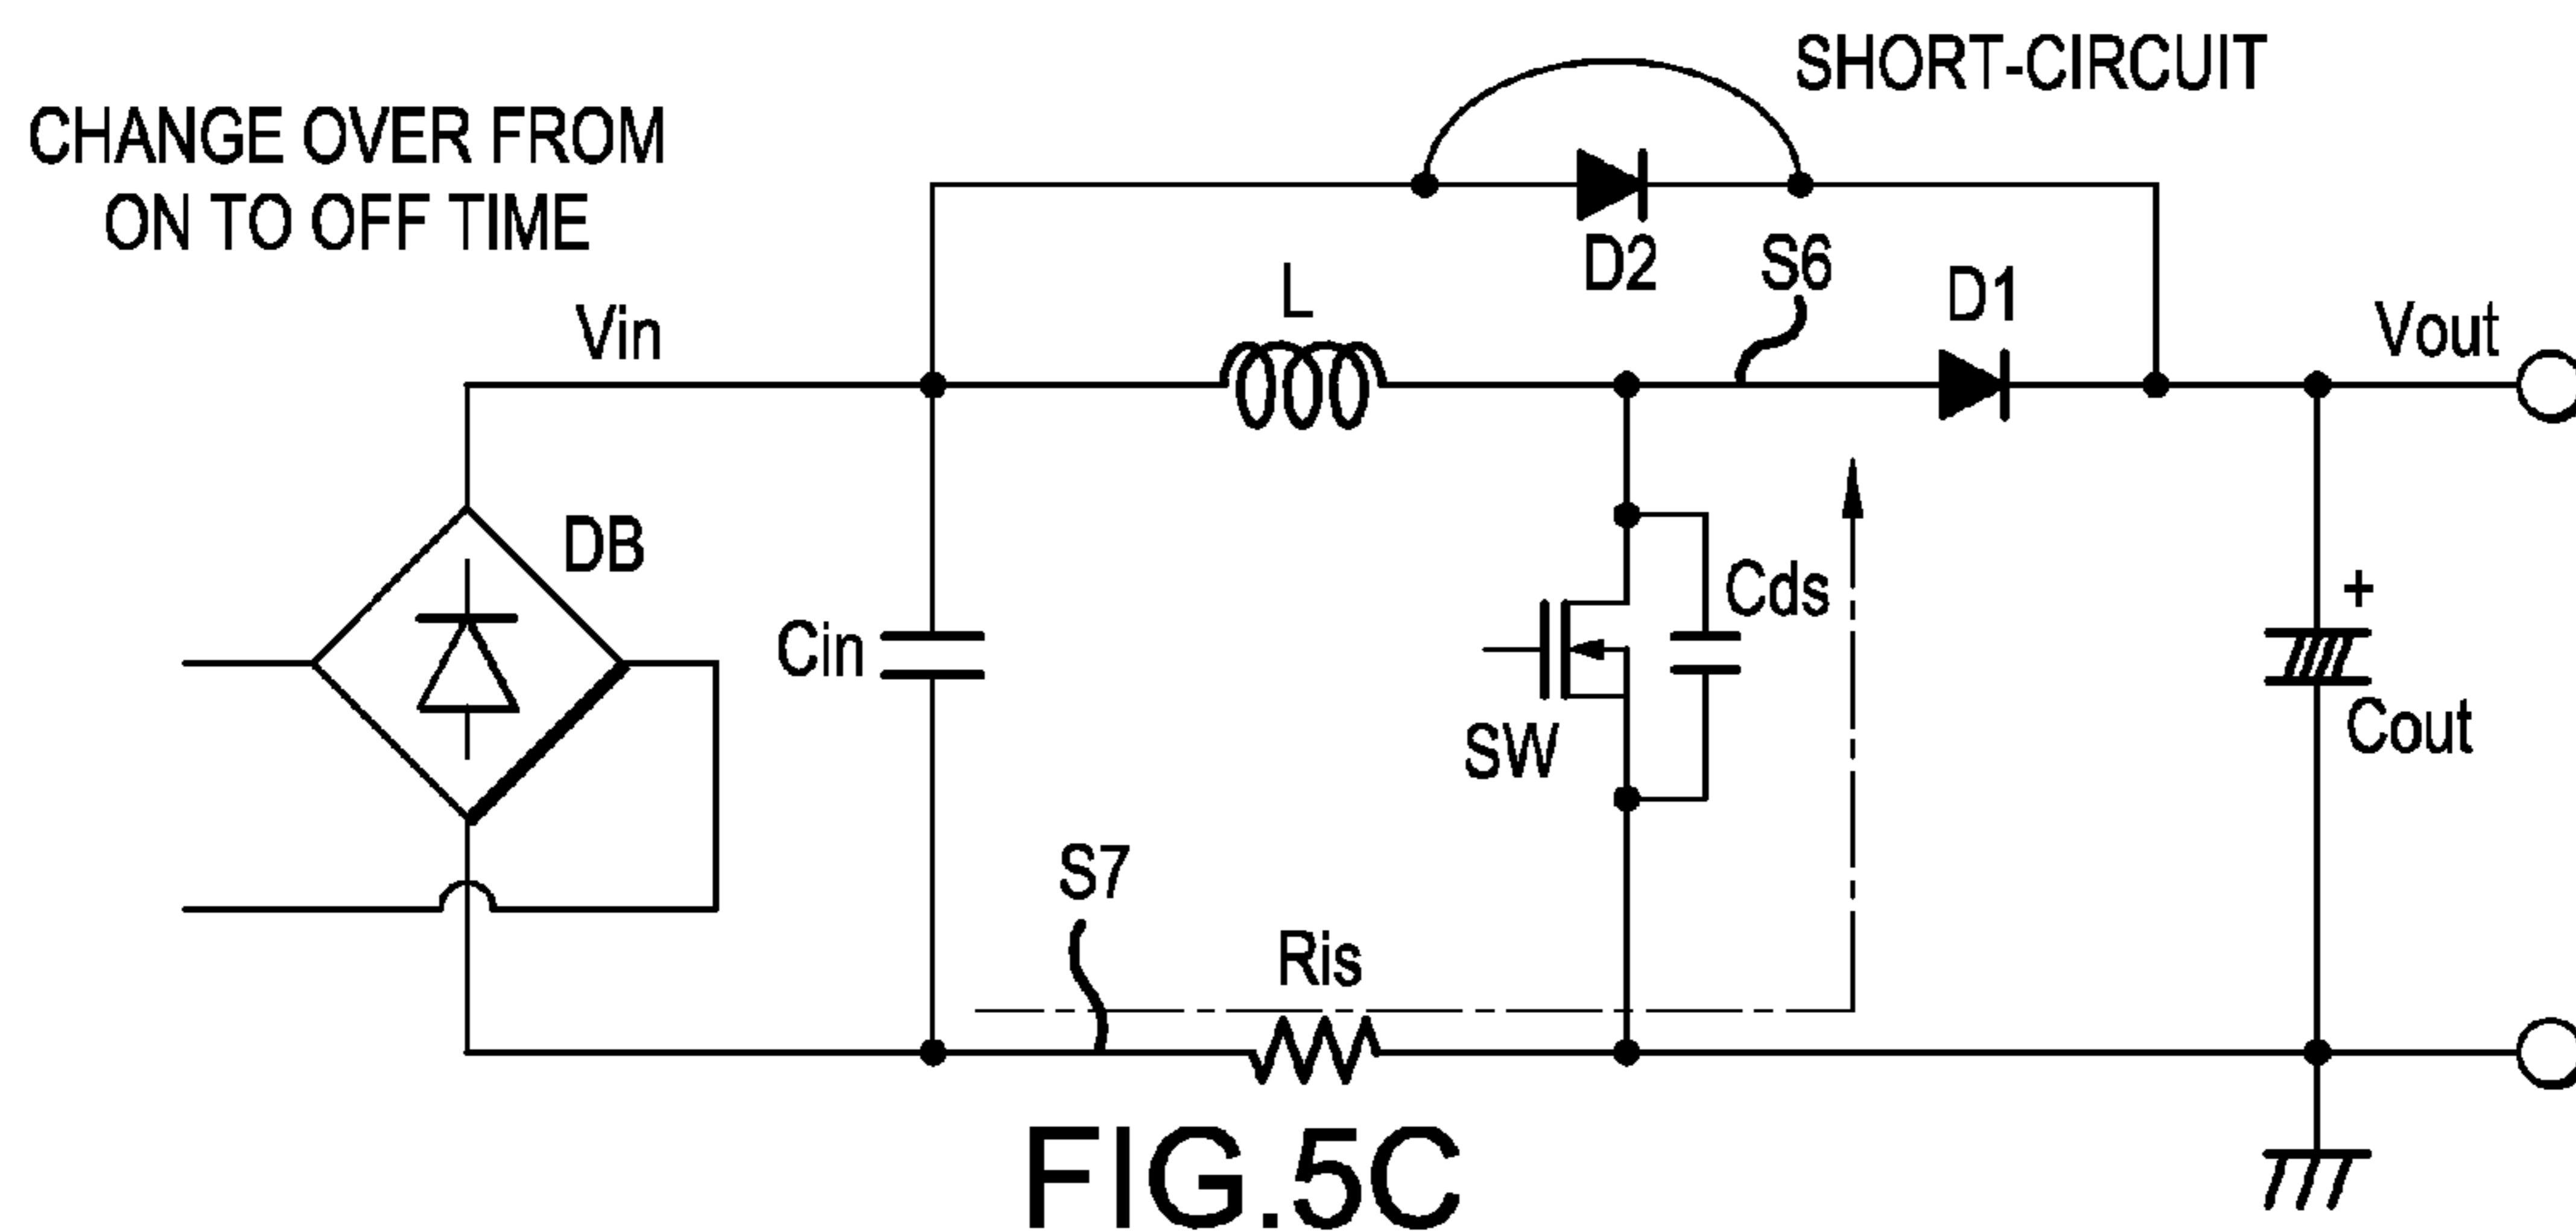 SHORT-CIRCUIT
CHANGE OVER FROM
ON TO OFF TIME
D2
S6
D1
L
Vin
Vout
DB
Cds
+
Cin
SW
Cout
S7
Ris
FIG.5C